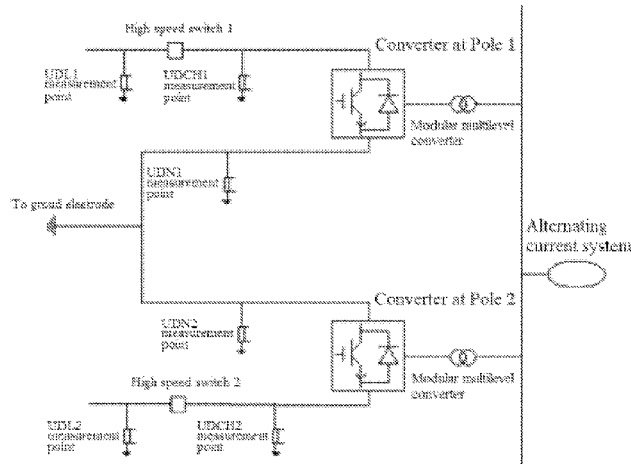 High speed switch 1
Converter at Pole 1
UDL1
measurement
point
UDCH1
measurement
point
Modular multilevel
converter
UDN1
measurement
point
To groud electrode
Alternating
current system
Converter at Pole 2
UDN2
measurement
point
High speed switch 2
Modular multilevel
converter
UDL2
measurement
point
UDCH2
measurement
point